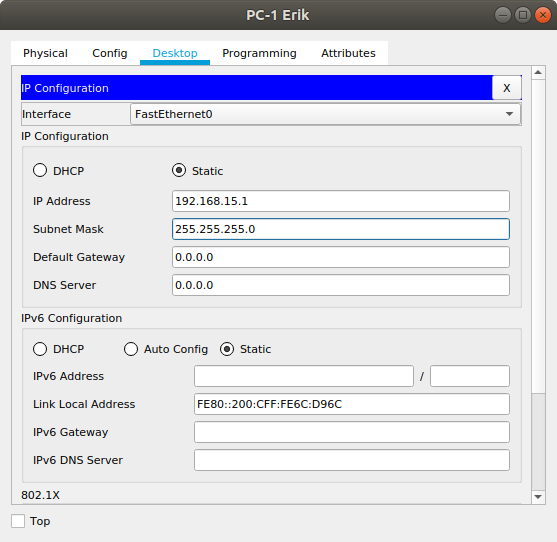 PC-1 Erik
Physical Config Desktop Programming Attributes
IP Configuration X
Interface FastEthernet0
IP Configuration
DHCP Static
IP Address 192.168.15.1
Subnet Mask 255.255.255.0
Default Gateway 0.0.0.0
DNS Server 0.0.0.0
IPv6 Configuration
DHCP Auto Config Static
IPv6 Address /
Link Local Address FE80::200:CFF:FE6C:D96C
IPv6 Gateway
IPv6 DNS Server
802.1X
Top